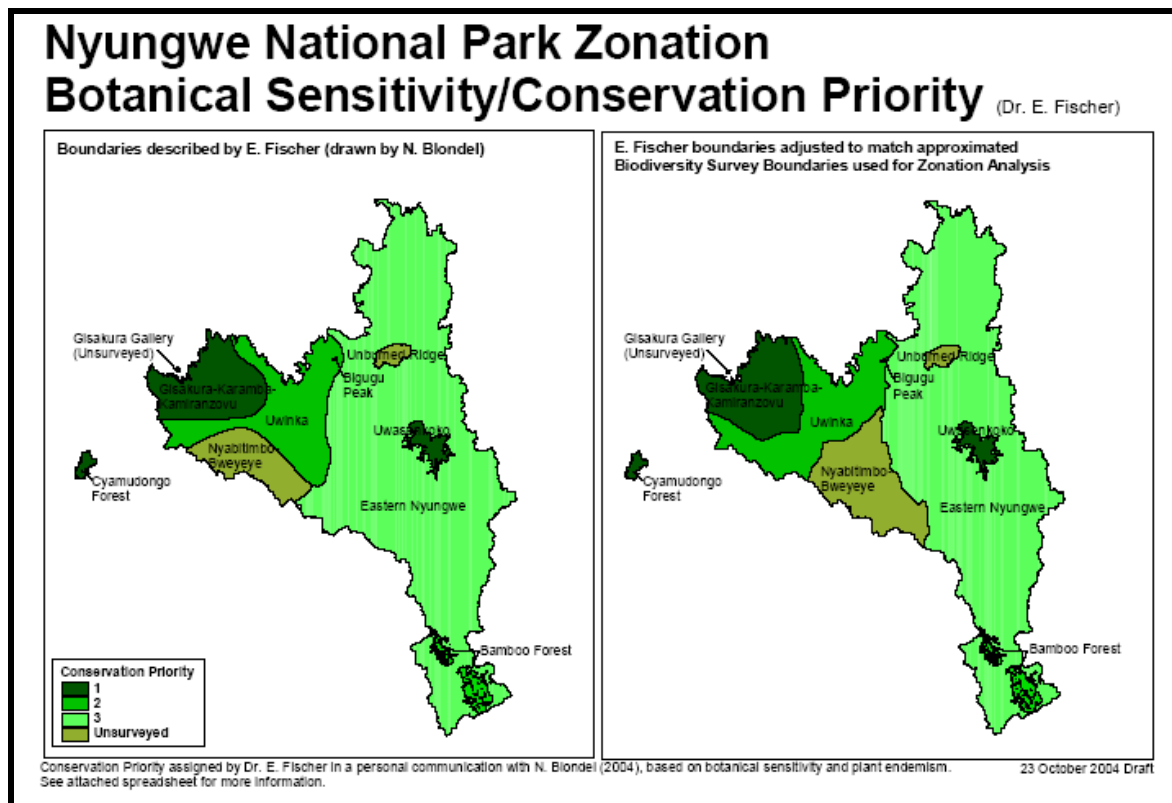 Nyungwe National Park Zonation
Botanical Sensitivity/Conservation Priority (Dr. E. Fischer)
Boundaries described by E. Fischer (drawn by N. Blondel)
Gisakura Gallery
(Unsurveyed)
Gisakura-Karamba-
Kamiranzovu
Unburned Ridge
Bigugu
Peak
Uwinka
Uwasenkoko
Nyabitimbo-
Bweyeye
Cyamudongo
Forest
Eastern Nyungwe
Bamboo Forest
Conservation Priority
1
2
3
Unsurveyed
E. Fischer boundaries adjusted to match approximated
Biodiversity Survey Boundaries used for Zonation Analysis
Gisakura Gallery
(Unsurveyed)
Gisakura-Karamba-
Kamiranzovu
Unburned Ridge
Bigugu
Peak
Uwinka
Uwasenkoko
Nyabitimbo-
Bweyeye
Cyamudongo
Forest
Eastern Nyungwe
Bamboo Forest
Conservation Priority assigned by Dr. E. Fischer in a personal communication with N. Blondel (2004), based on botanical sensitivity and plant endemism.
See attached spreadsheet for more information.
23 October 2004 Draft